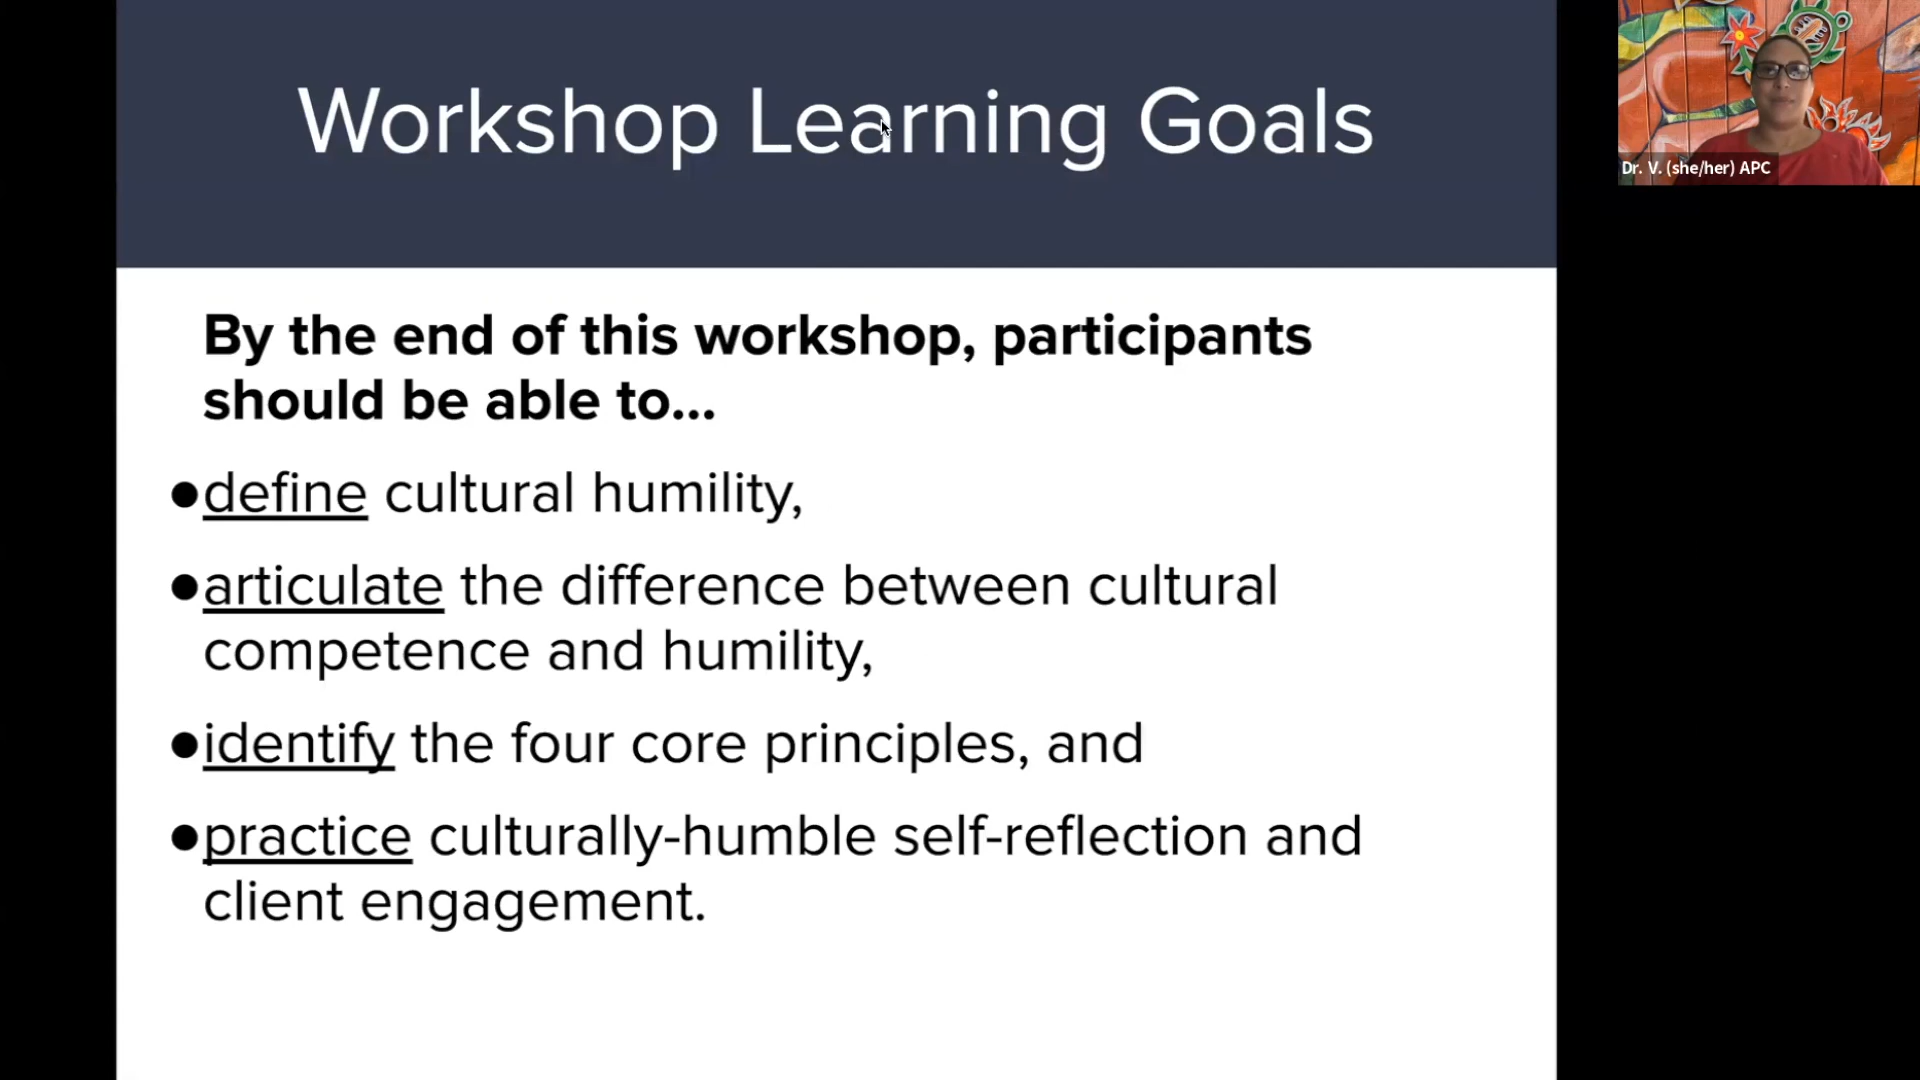 Workshop Learning Goals
Dr. V. (she/her) APC
By the end of this workshop, participants
should be able to...
●define cultural humility,
●articulate the difference between cultural
competence and humility,
●identify the four core principles, and
●practice culturally-humble self-reflection and
client engagement.